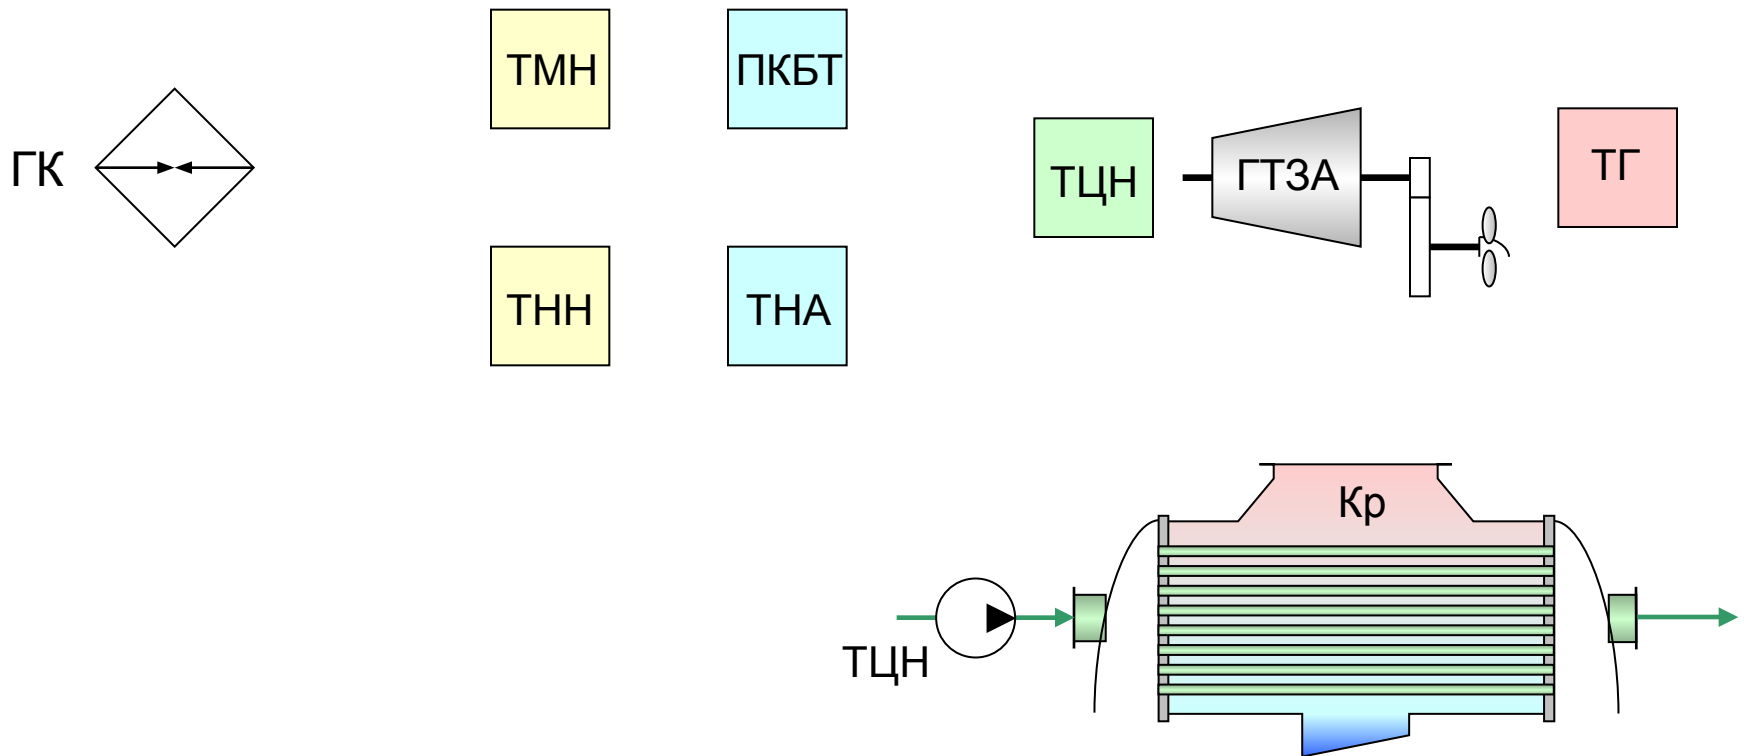 ТМН
ПКБТ
ГК
ТЦН
ГТЗА
ТГ
ТНН
ТНА
Кр
ТЦН